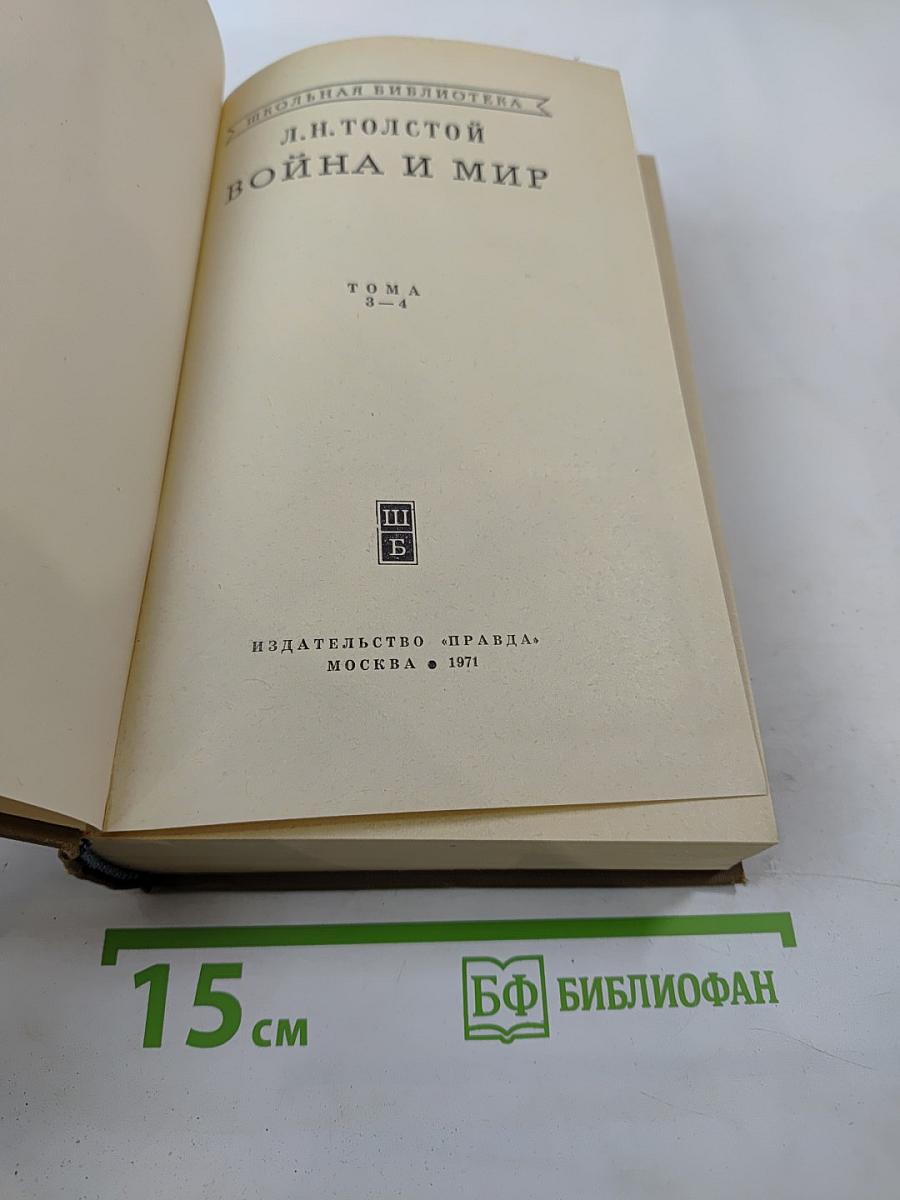 ШКОЛЬНАЯ БИБЛИОТЕКА
Л.Н.ТОЛСТОЙ
ВОЙНА И МИР
ТОМА
3—4
Ш
Б
ИЗДАТЕЛЬСТВО «ПРАВДА»
МОСКВА ● 1971
15 см
БФ БИБЛИОФАН